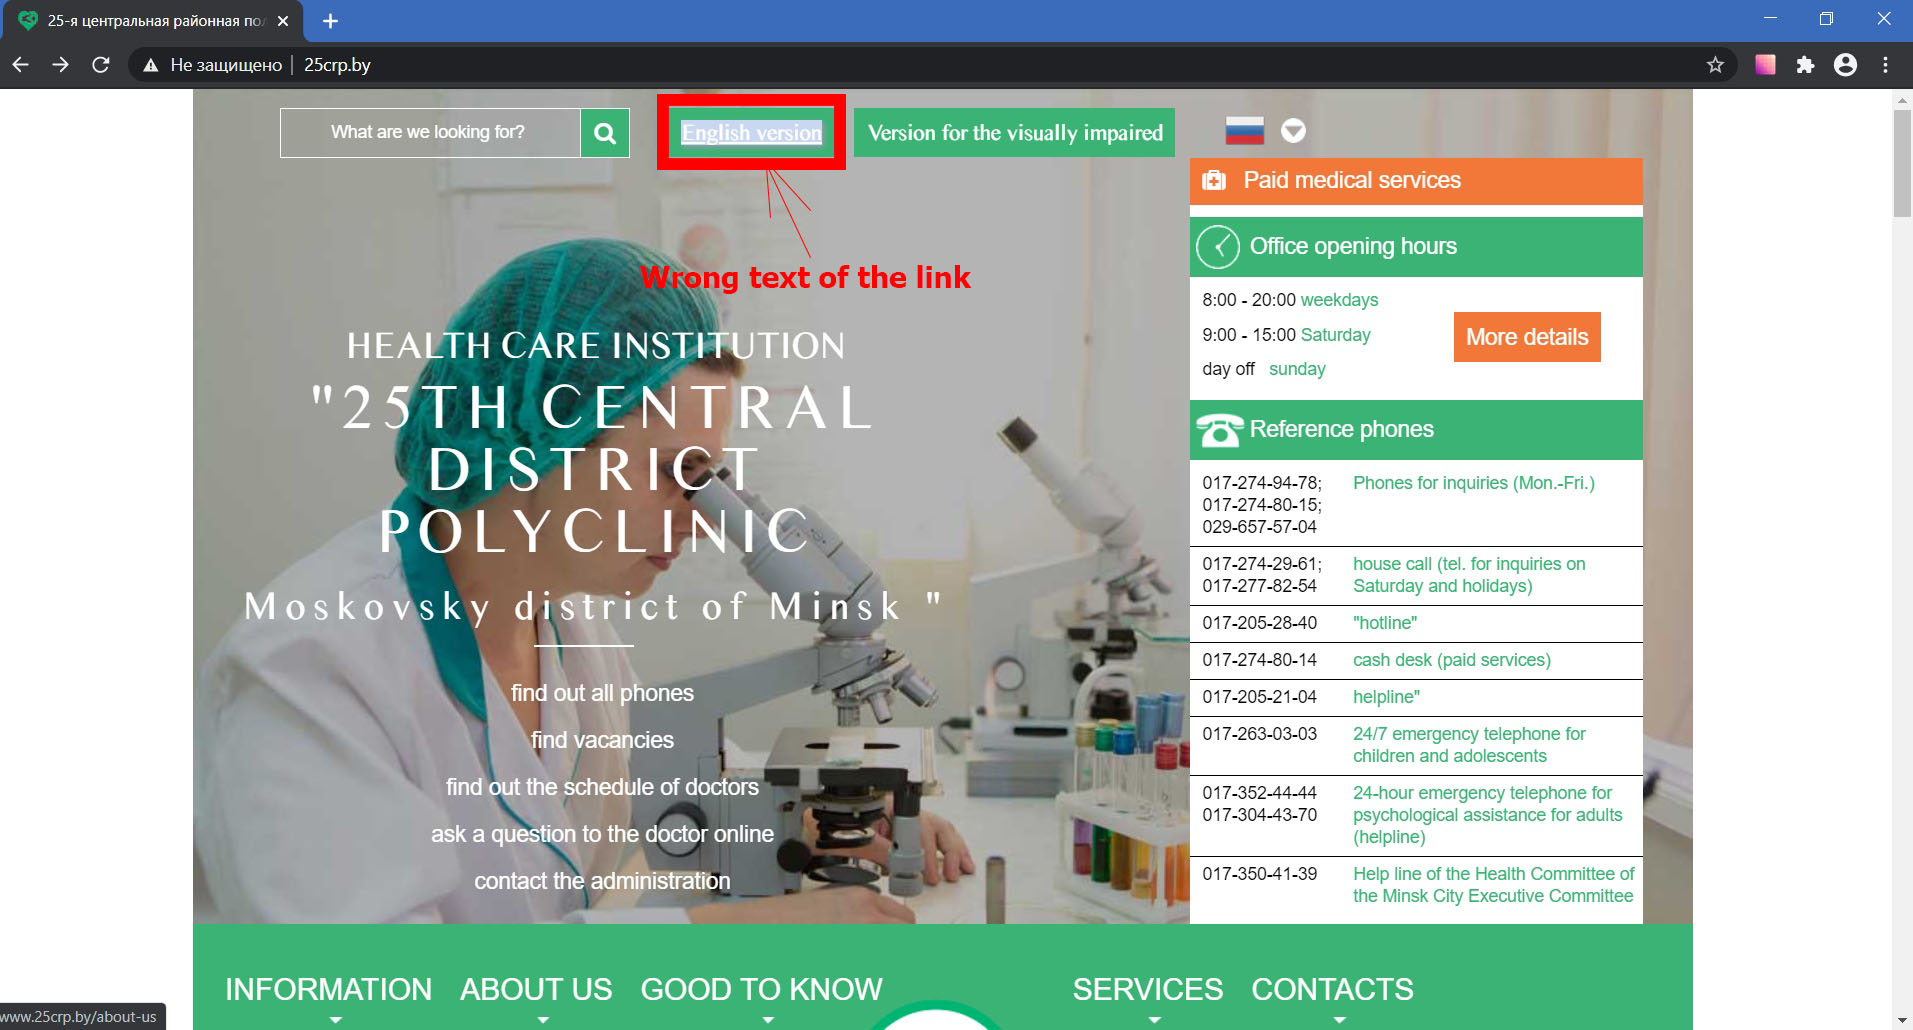 25-я центральная районная пол
Не защищено
25crp.by
What are we looking for?
English version
Version for the visually impaired
Wrong text of the link
HEALTH CARE INSTITUTION
"25TH CENTRAL
DISTRICT
POLYCLINIC
Moskovsky district of Minsk "
find out all phones
find vacancies
find out the schedule of doctors
ask a question to the doctor online
contact the administration
Paid medical services
Office opening hours
8:00 - 20:00 weekdays
9:00 - 15:00 Saturday
day off sunday
More details
Reference phones
017-274-94-78; Phones for inquiries (Mon.-Fri.)
017-274-80-15;
029-657-57-04
017-274-29-61; house call (tel. for inquiries on
017-277-82-54 Saturday and holidays)
017-205-28-40 "hotline"
017-274-80-14 cash desk (paid services)
017-205-21-04 helpline"
017-263-03-03 24/7 emergency telephone for
children and adolescents
017-352-44-44 24-hour emergency telephone for
017-304-43-70 psychological assistance for adults
(helpline)
017-350-41-39 Help line of the Health Committee of
the Minsk City Executive Committee
INFORMATION ABOUT US GOOD TO KNOW SERVICES CONTACTS
www.25crp.by/about-us